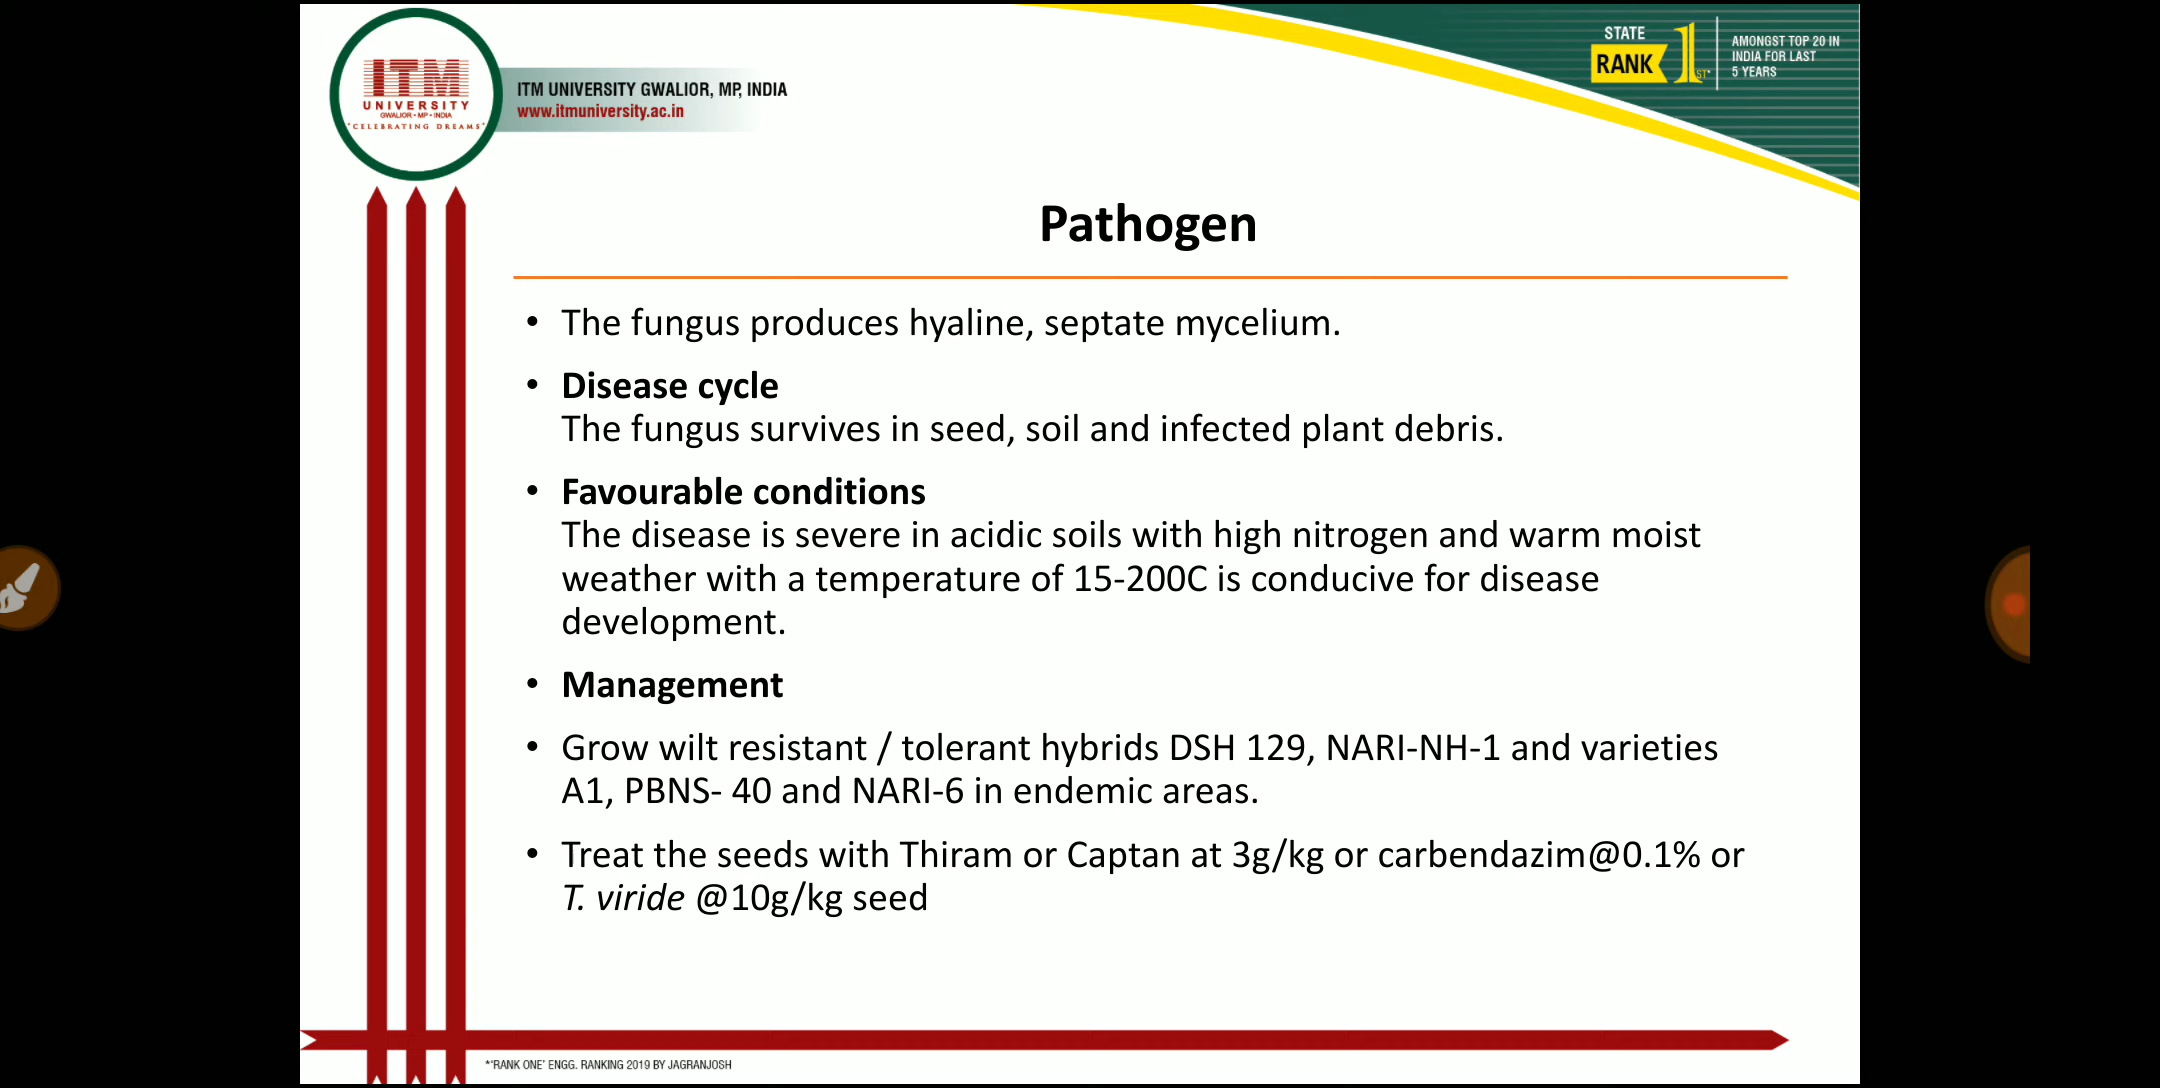 ITM
UNIVERSITY
GWALIOR • MP • INDIA
"CELEBRATING DREAMS"
ITM UNIVERSITY GWALIOR, MP, INDIA
www.itmuniversity.ac.in
STATE
RANK 1ST*
AMONGST TOP 20 IN
INDIA FOR LAST
5 YEARS
Pathogen
• The fungus produces hyaline, septate mycelium.
• Disease cycle
The fungus survives in seed, soil and infected plant debris.
• Favourable conditions
The disease is severe in acidic soils with high nitrogen and warm moist
weather with a temperature of 15-200C is conducive for disease
development.
• Management
• Grow wilt resistant / tolerant hybrids DSH 129, NARI-NH-1 and varieties
A1, PBNS- 40 and NARI-6 in endemic areas.
• Treat the seeds with Thiram or Captan at 3g/kg or carbendazim@0.1% or
T. viride @10g/kg seed
*'RANK ONE' ENGG. RANKING 2019 BY JAGRANJOSH